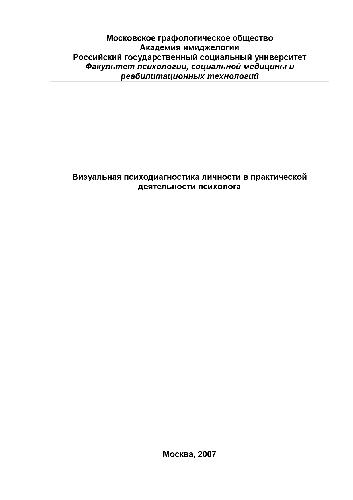 Московское графологическое общество
Академия имиджелогии
Российский государственный социальный университет
Факультет психологии, социальной медицины и
реабилитационных технологий
Визуальная психодиагностика личности в практической
деятельности психолога
Москва, 2007